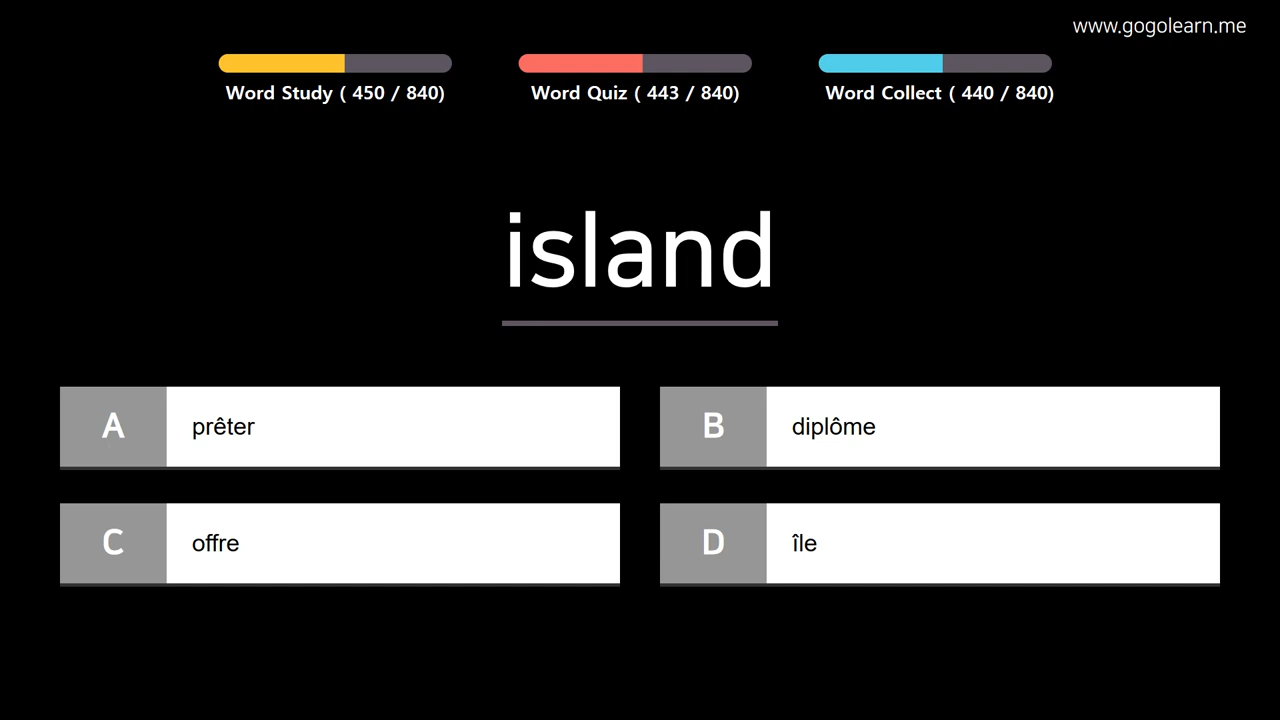 www.gogolearn.me
Word Study ( 450 / 840)
Word Quiz ( 443 / 840)
Word Collect ( 440 / 840)
island
A
prêter
B
diplôme
C
offre
D
île